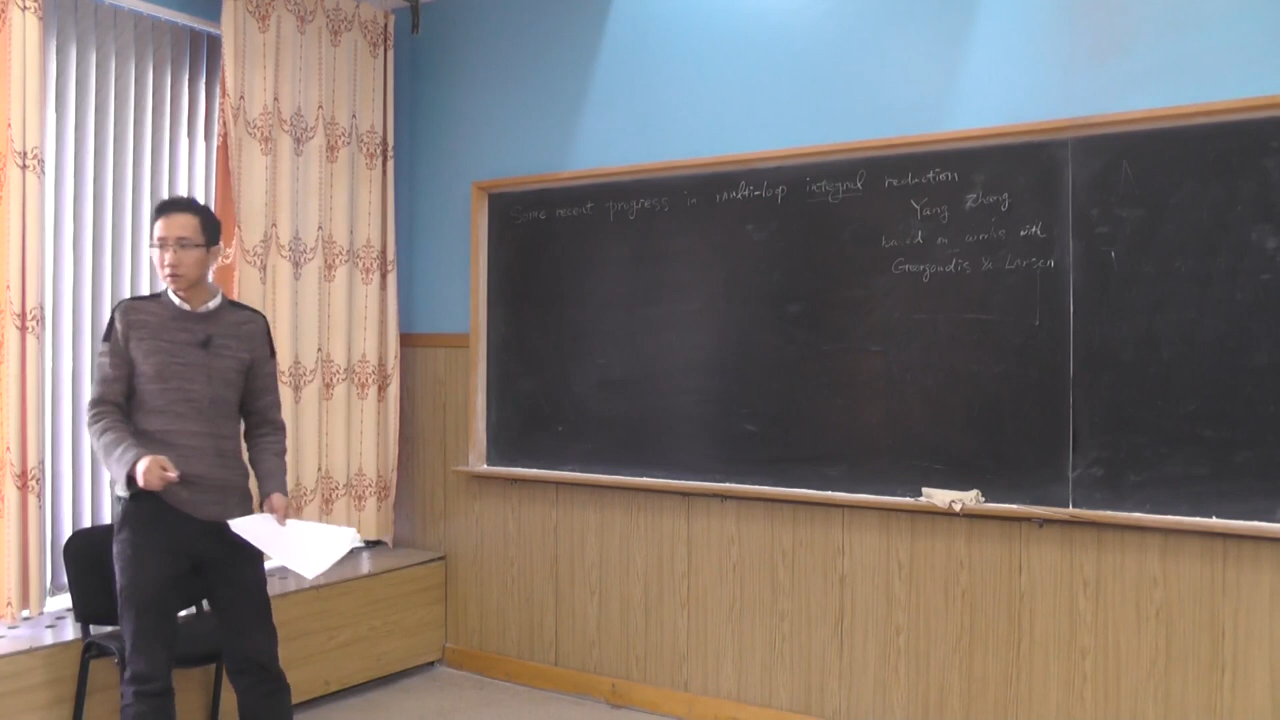 Some recent progress in multi-loop integral reduction
Yang Zhang
based on works with
Georgoudis & Larsen